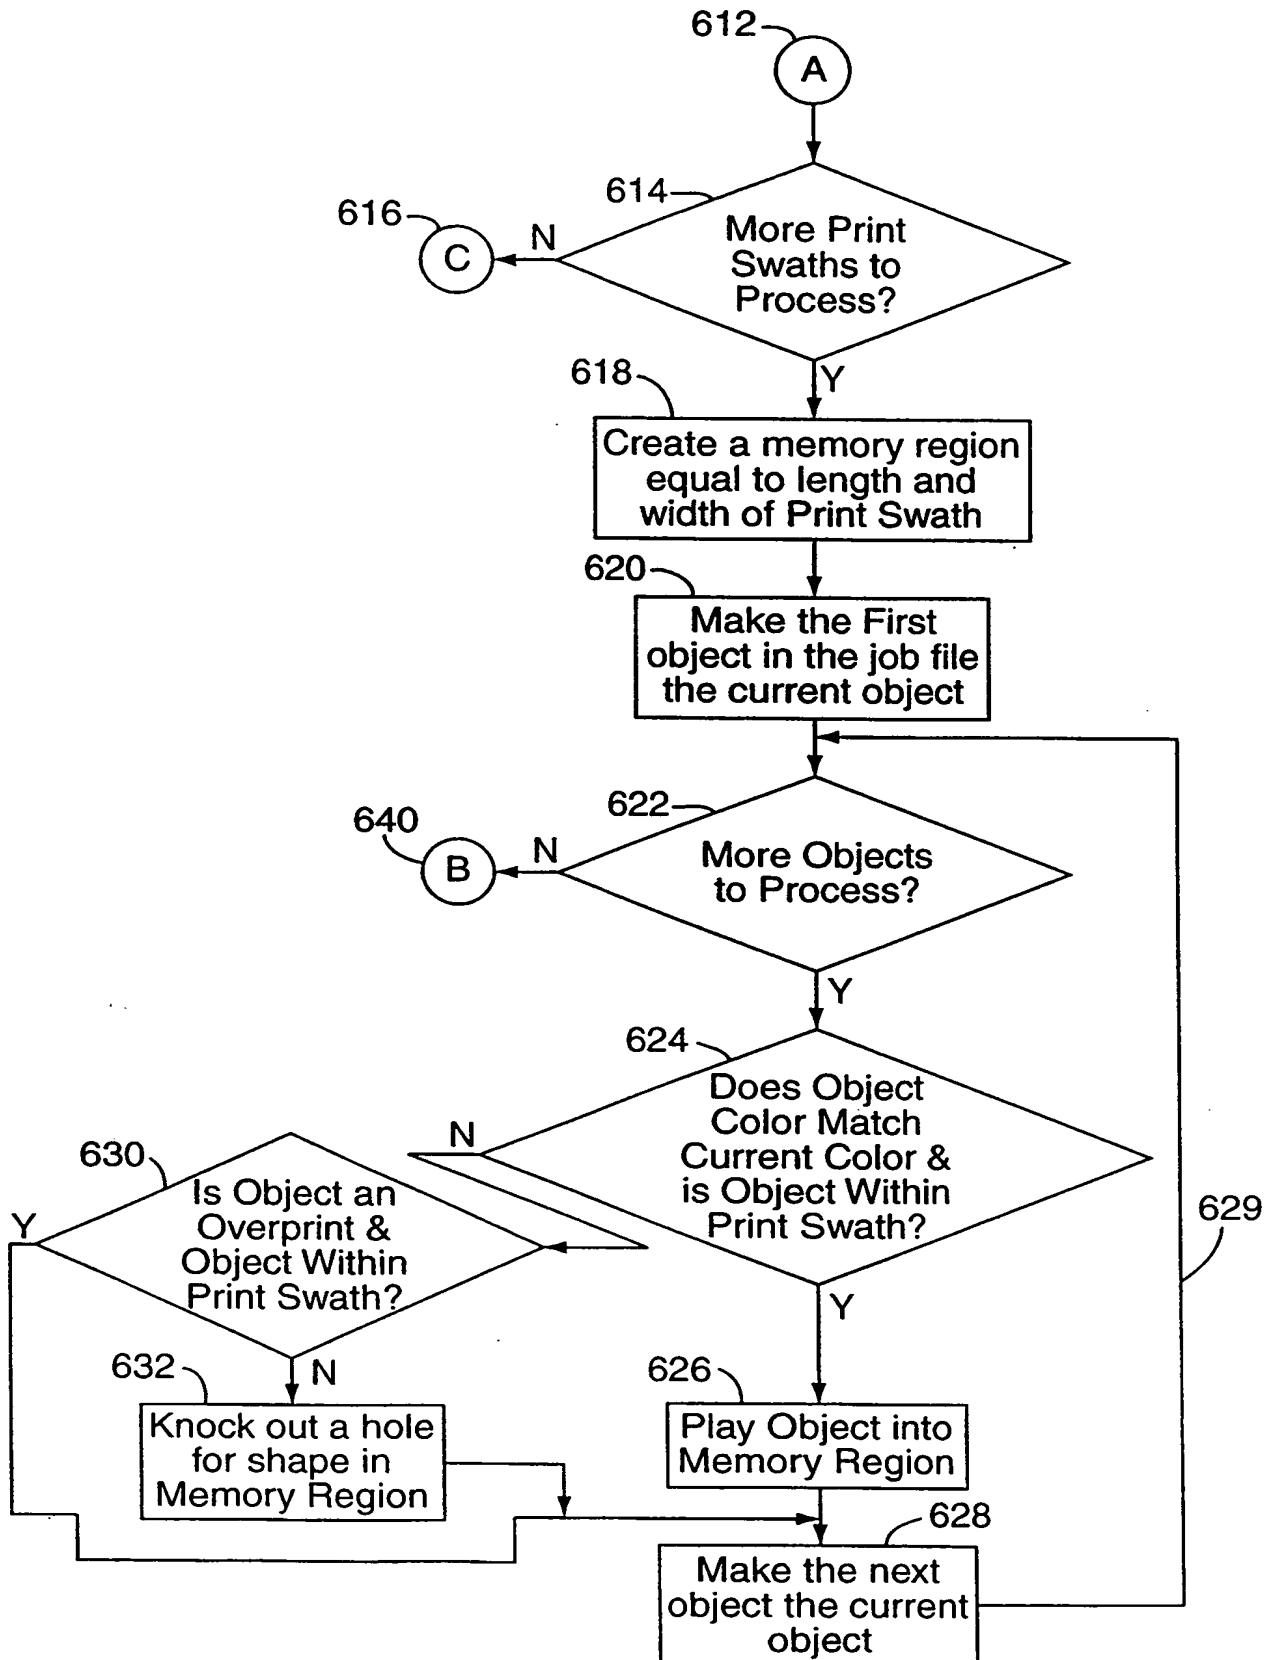 612
A
614
More Print
Swaths to
Process?
616
C
N
Y
618
Create a memory region
equal to length and
width of Print Swath
620
Make the First
object in the job file
the current object
622
More Objects
to Process?
640
B
N
Y
624
Does Object
Color Match
Current Color &
is Object Within
Print Swath?
N
630
Is Object an
Overprint &
Object Within
Print Swath?
Y
629
Y
N
632
Knock out a hole
for shape in
Memory Region
626
Play Object into
Memory Region
628
Make the next
object the current
object